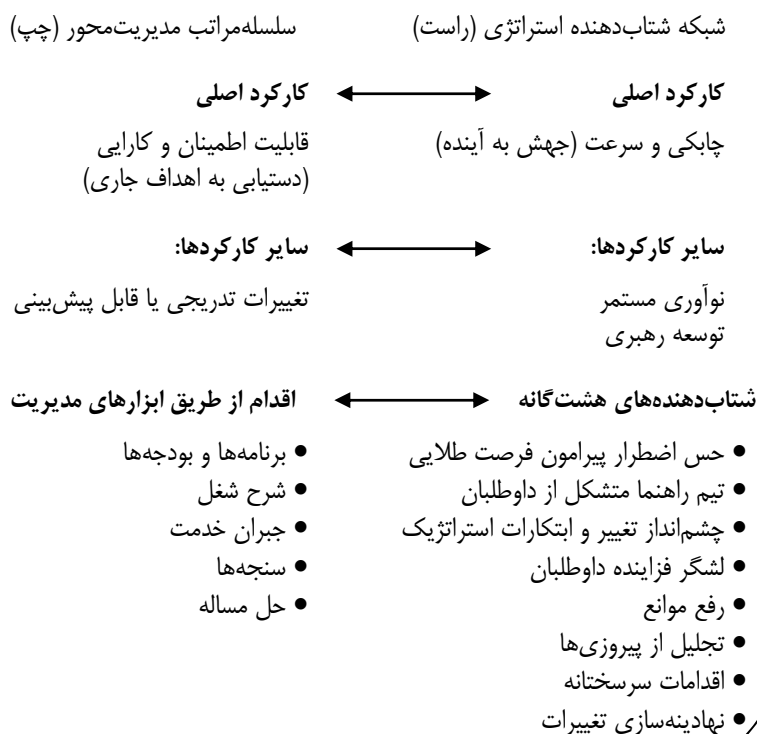 شبکه شتاب‌دهنده استراتژی (راست)
سلسله‌مراتب مدیریت‌محور (چپ)
کارکرد اصلی
کارکرد اصلی
چابکی و سرعت (جهش به آینده)
قابلیت اطمینان و کارایی
(دستیابی به اهداف جاری)
سایر کارکردها:
سایر کارکردها:
نوآوری مستمر
توسعه رهبری
تغییرات تدریجی یا قابل پیش‌بینی
شتاب‌دهنده‌های هشت‌گانه
اقدام از طریق ابزارهای مدیریت
● حس اضطرار پیرامون فرصت طلایی
● تیم راهنما متشکل از داوطلبان
● چشم‌انداز تغییر و ابتکارات استراتژیک
● لشگر فزاینده داوطلبان
● رفع موانع
● تجلیل از پیروزی‌ها
● اقدامات سرسختانه
● نهادینه‌سازی تغییرات
● برنامه‌ها و بودجه‌ها
● شرح شغل
● جبران خدمت
● سنجه‌ها
● حل مساله